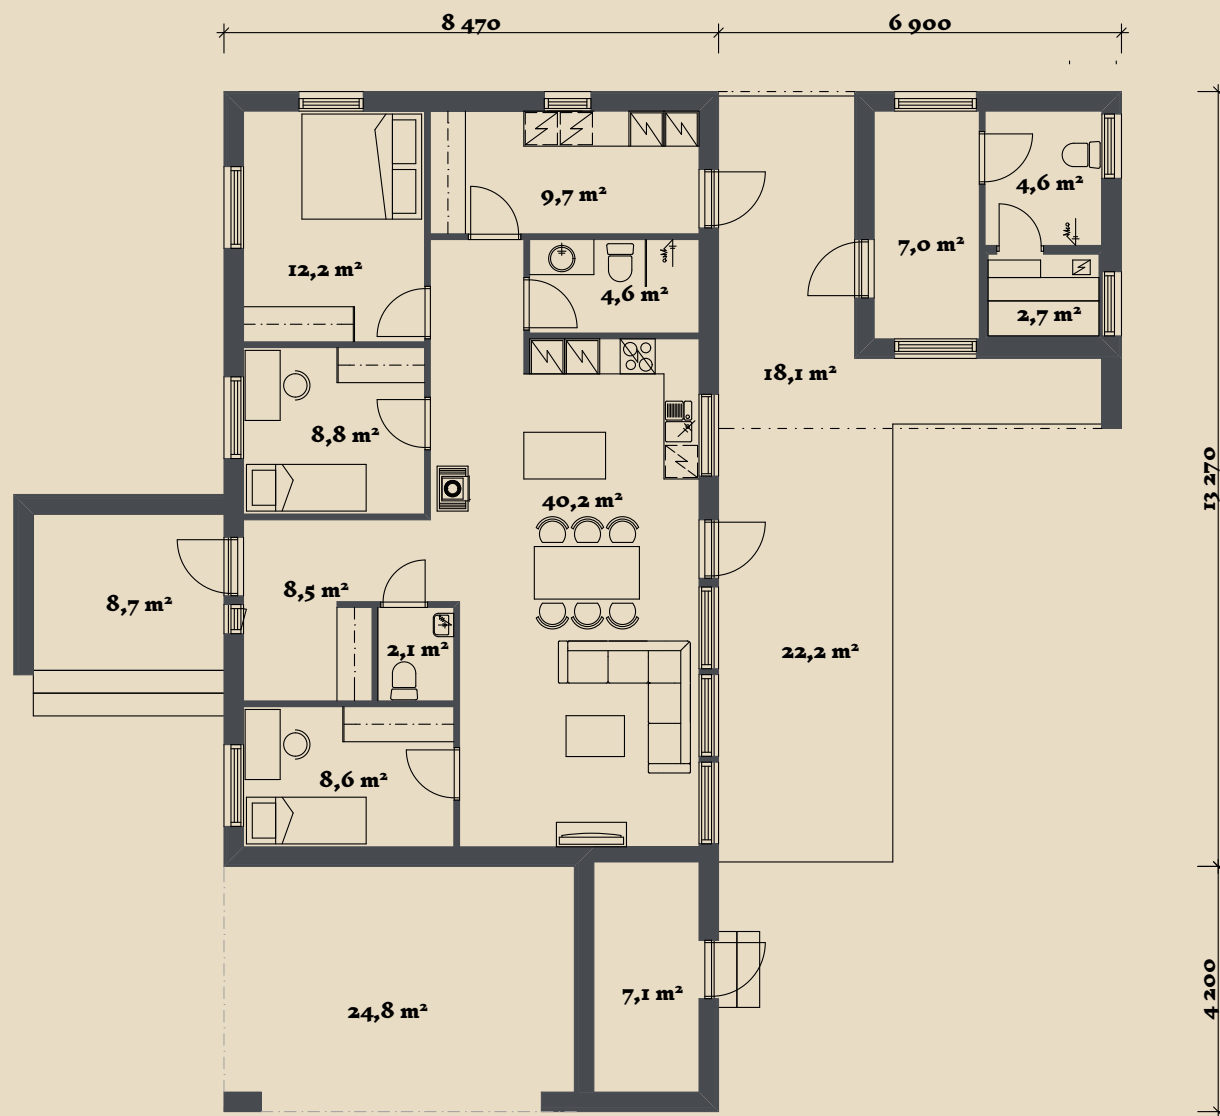 8 470
6 900
9,7 m²
4,6 m²
7,0 m²
12,2 m²
4,6 m²
2,7 m²
18,1 m²
8,8 m²
13 270
40,2 m²
8,5 m²
8,7 m²
2,1 m²
22,2 m²
8,6 m²
4 200
7,1 m²
24,8 m²